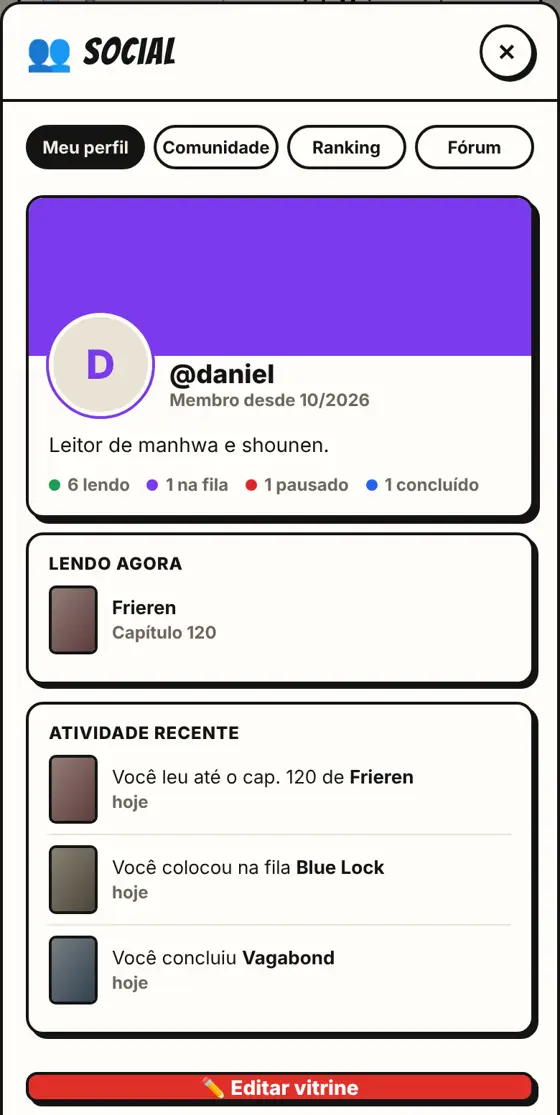 👥 SOCIAL
✕
Meu perfil
Comunidade
Ranking
Fórum
D
@daniel
Membro desde 10/2026
Leitor de manhwa e shounen.
6 lendo 1 na fila 1 pausado 1 concluído
LENDO AGORA
Frieren
Capítulo 120
ATIVIDADE RECENTE
Você leu até o cap. 120 de Frieren
hoje
Você colocou na fila Blue Lock
hoje
Você concluiu Vagabond
hoje
✏️ Editar vitrine